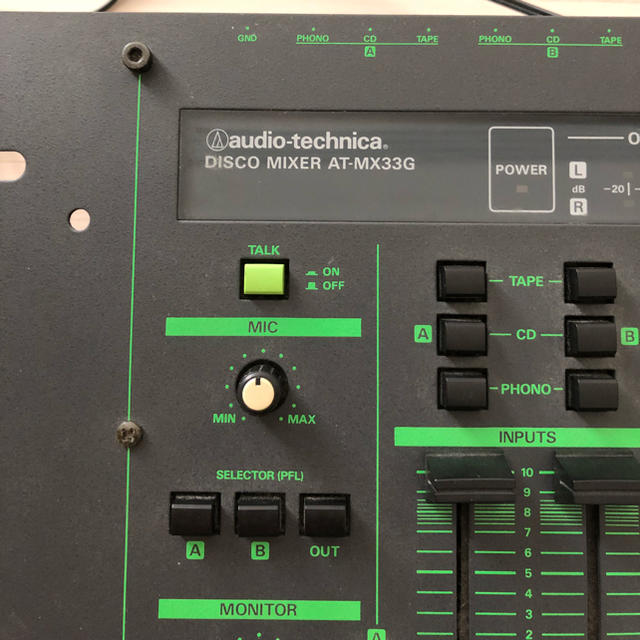 GND PHONO CD TAPE PHONO CD TAPE
A B
audio-technica®
DISCO MIXER AT-MX33G
POWER
L
dB -20
R
TALK
ON
OFF
TAPE
MIC
A CD B
PHONO
MIN MAX
INPUTS
SELECTOR (PFL)
10
9
8
7
6
5
4
3
2
A B OUT
MONITOR
A